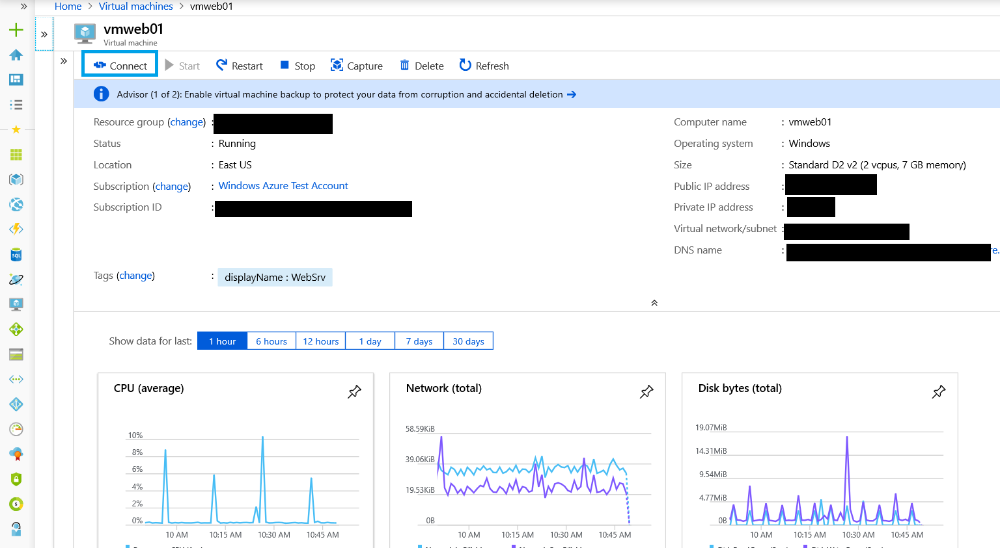 Home > Virtual machines > vmweb01
vmweb01
Virtual machine
Connect Start Restart Stop Capture Delete Refresh
Advisor (1 of 2): Enable virtual machine backup to protect your data from corruption and accidental deletion →
Resource group (change) :
Status : Running
Location : East US
Subscription (change) : Windows Azure Test Account
Subscription ID :
Tags (change) : displayName : WebSrv
Computer name : vmweb01
Operating system : Windows
Size : Standard D2 v2 (2 vcpus, 7 GB memory)
Public IP address :
Private IP address :
Virtual network/subnet :
DNS name : re.
Show data for last: 1 hour 6 hours 12 hours 1 day 7 days 30 days
CPU (average)
10%
8%
6%
4%
2%
0%
10 AM 10:15 AM 10:30 AM 10:45 AM
Network (total)
58.59KiB
39.06KiB
19.53KiB
0B
10 AM 10:15 AM 10:30 AM 10:45 AM
Disk bytes (total)
19.07MiB
14.31MiB
9.54MiB
4.77MiB
0B
10 AM 10:15 AM 10:30 AM 10:45 AM
SQL